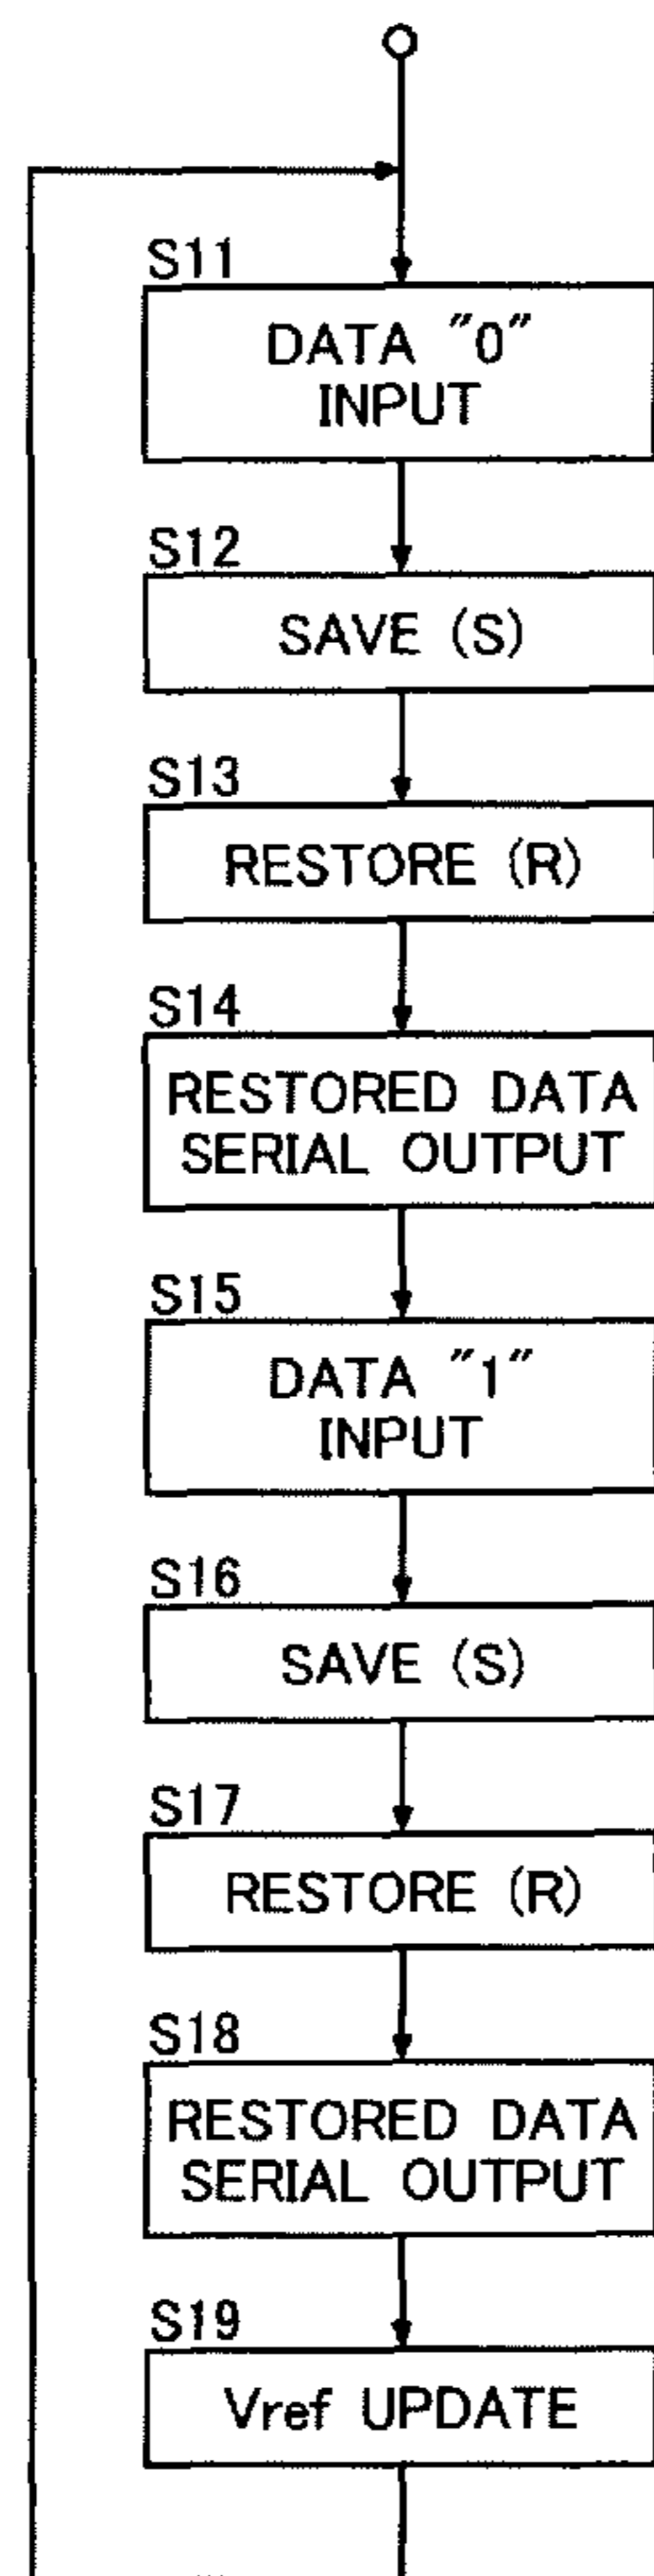 S11
DATA "0"
INPUT
S12
SAVE (S)
S13
RESTORE (R)
S14
RESTORED DATA
SERIAL OUTPUT
S15
DATA "1"
INPUT
S16
SAVE (S)
S17
RESTORE (R)
S18
RESTORED DATA
SERIAL OUTPUT
S19
Vref UPDATE